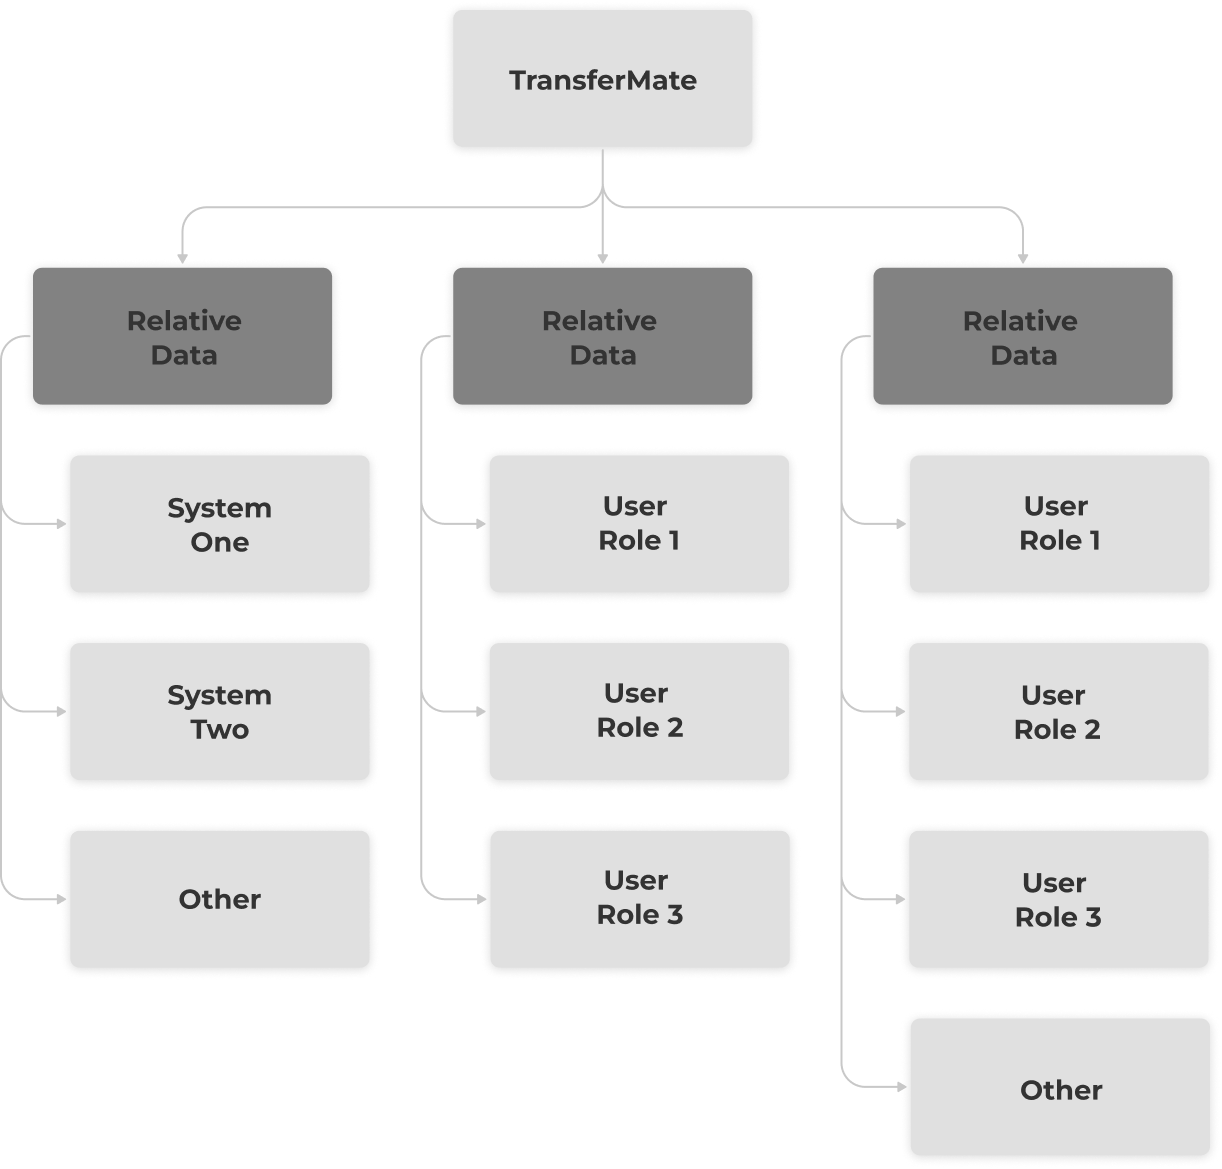 TransferMate
Relative
Data
Relative
Data
Relative
Data
System
One
User
Role 1
User
Role 1
System
Two
User
Role 2
User
Role 2
Other
User
Role 3
User
Role 3
Other